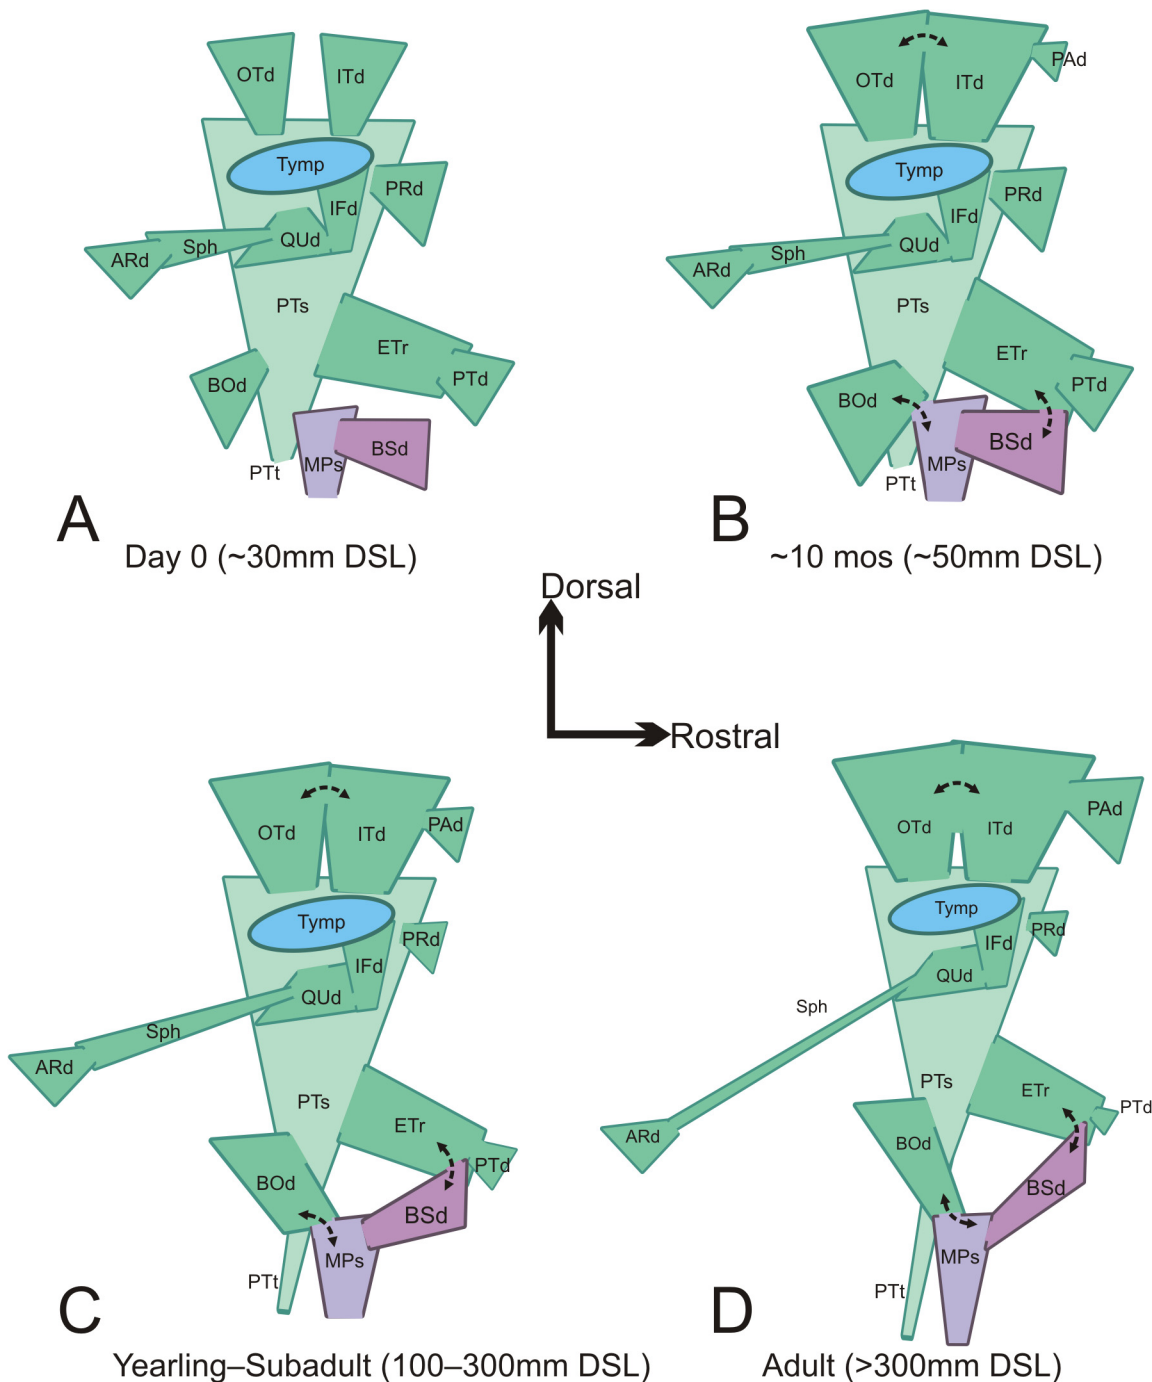 OTd
ITd
Tymp
PRd
IFd
QUd
Sph
ARd
PTs
ETr
PTd
BOd
BSd
MPs
PTt
A
Day 0 (~30mm DSL)
OTd
ITd
PAd
Tymp
PRd
IFd
QUd
Sph
ARd
PTs
ETr
PTd
BOd
BSd
MPs
PTt
B
~10 mos (~50mm DSL)
Dorsal
Rostral
OTd
ITd
PAd
Tymp
PRd
IFd
QUd
Sph
ARd
PTs
ETr
PTd
BOd
BSd
MPs
PTt
C
Yearling–Subadult (100–300mm DSL)
OTd
ITd
PAd
Tymp
PRd
IFd
QUd
Sph
PTs
ETr
PTd
ARd
BOd
BSd
MPs
PTt
D
Adult (>300mm DSL)